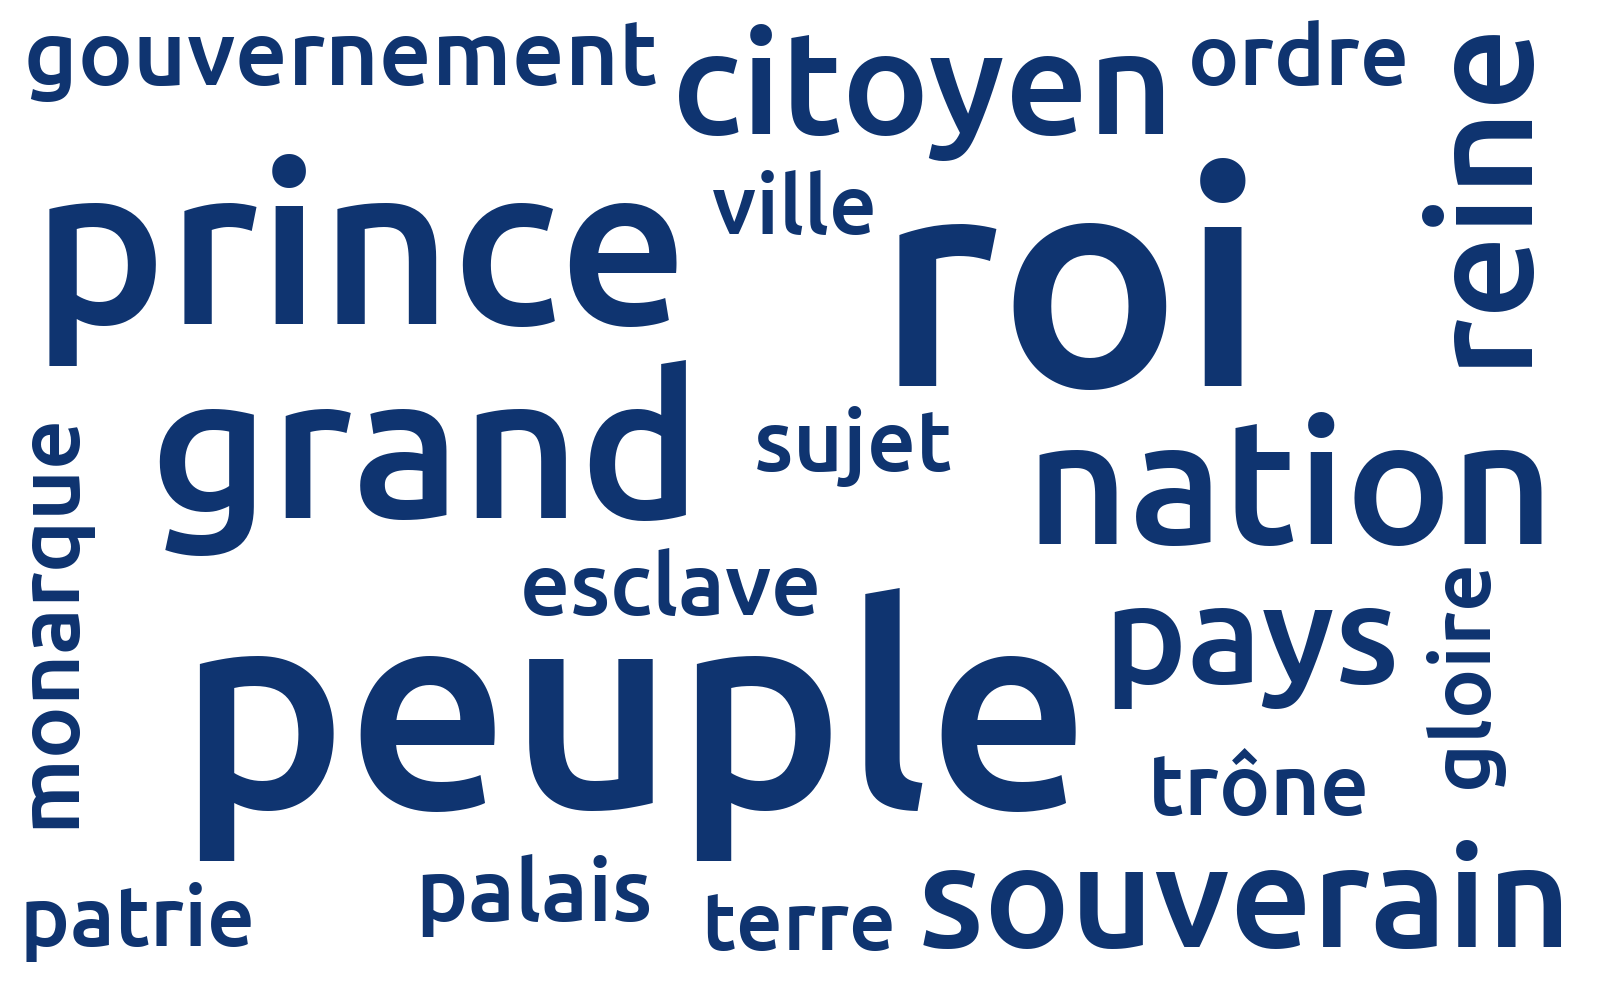 gouvernement
citoyen
ordre
reine
prince
ville
roi
grand
sujet
nation
monarque
esclave
peuple
pays
gloire
trône
patrie
palais
terre
souverain